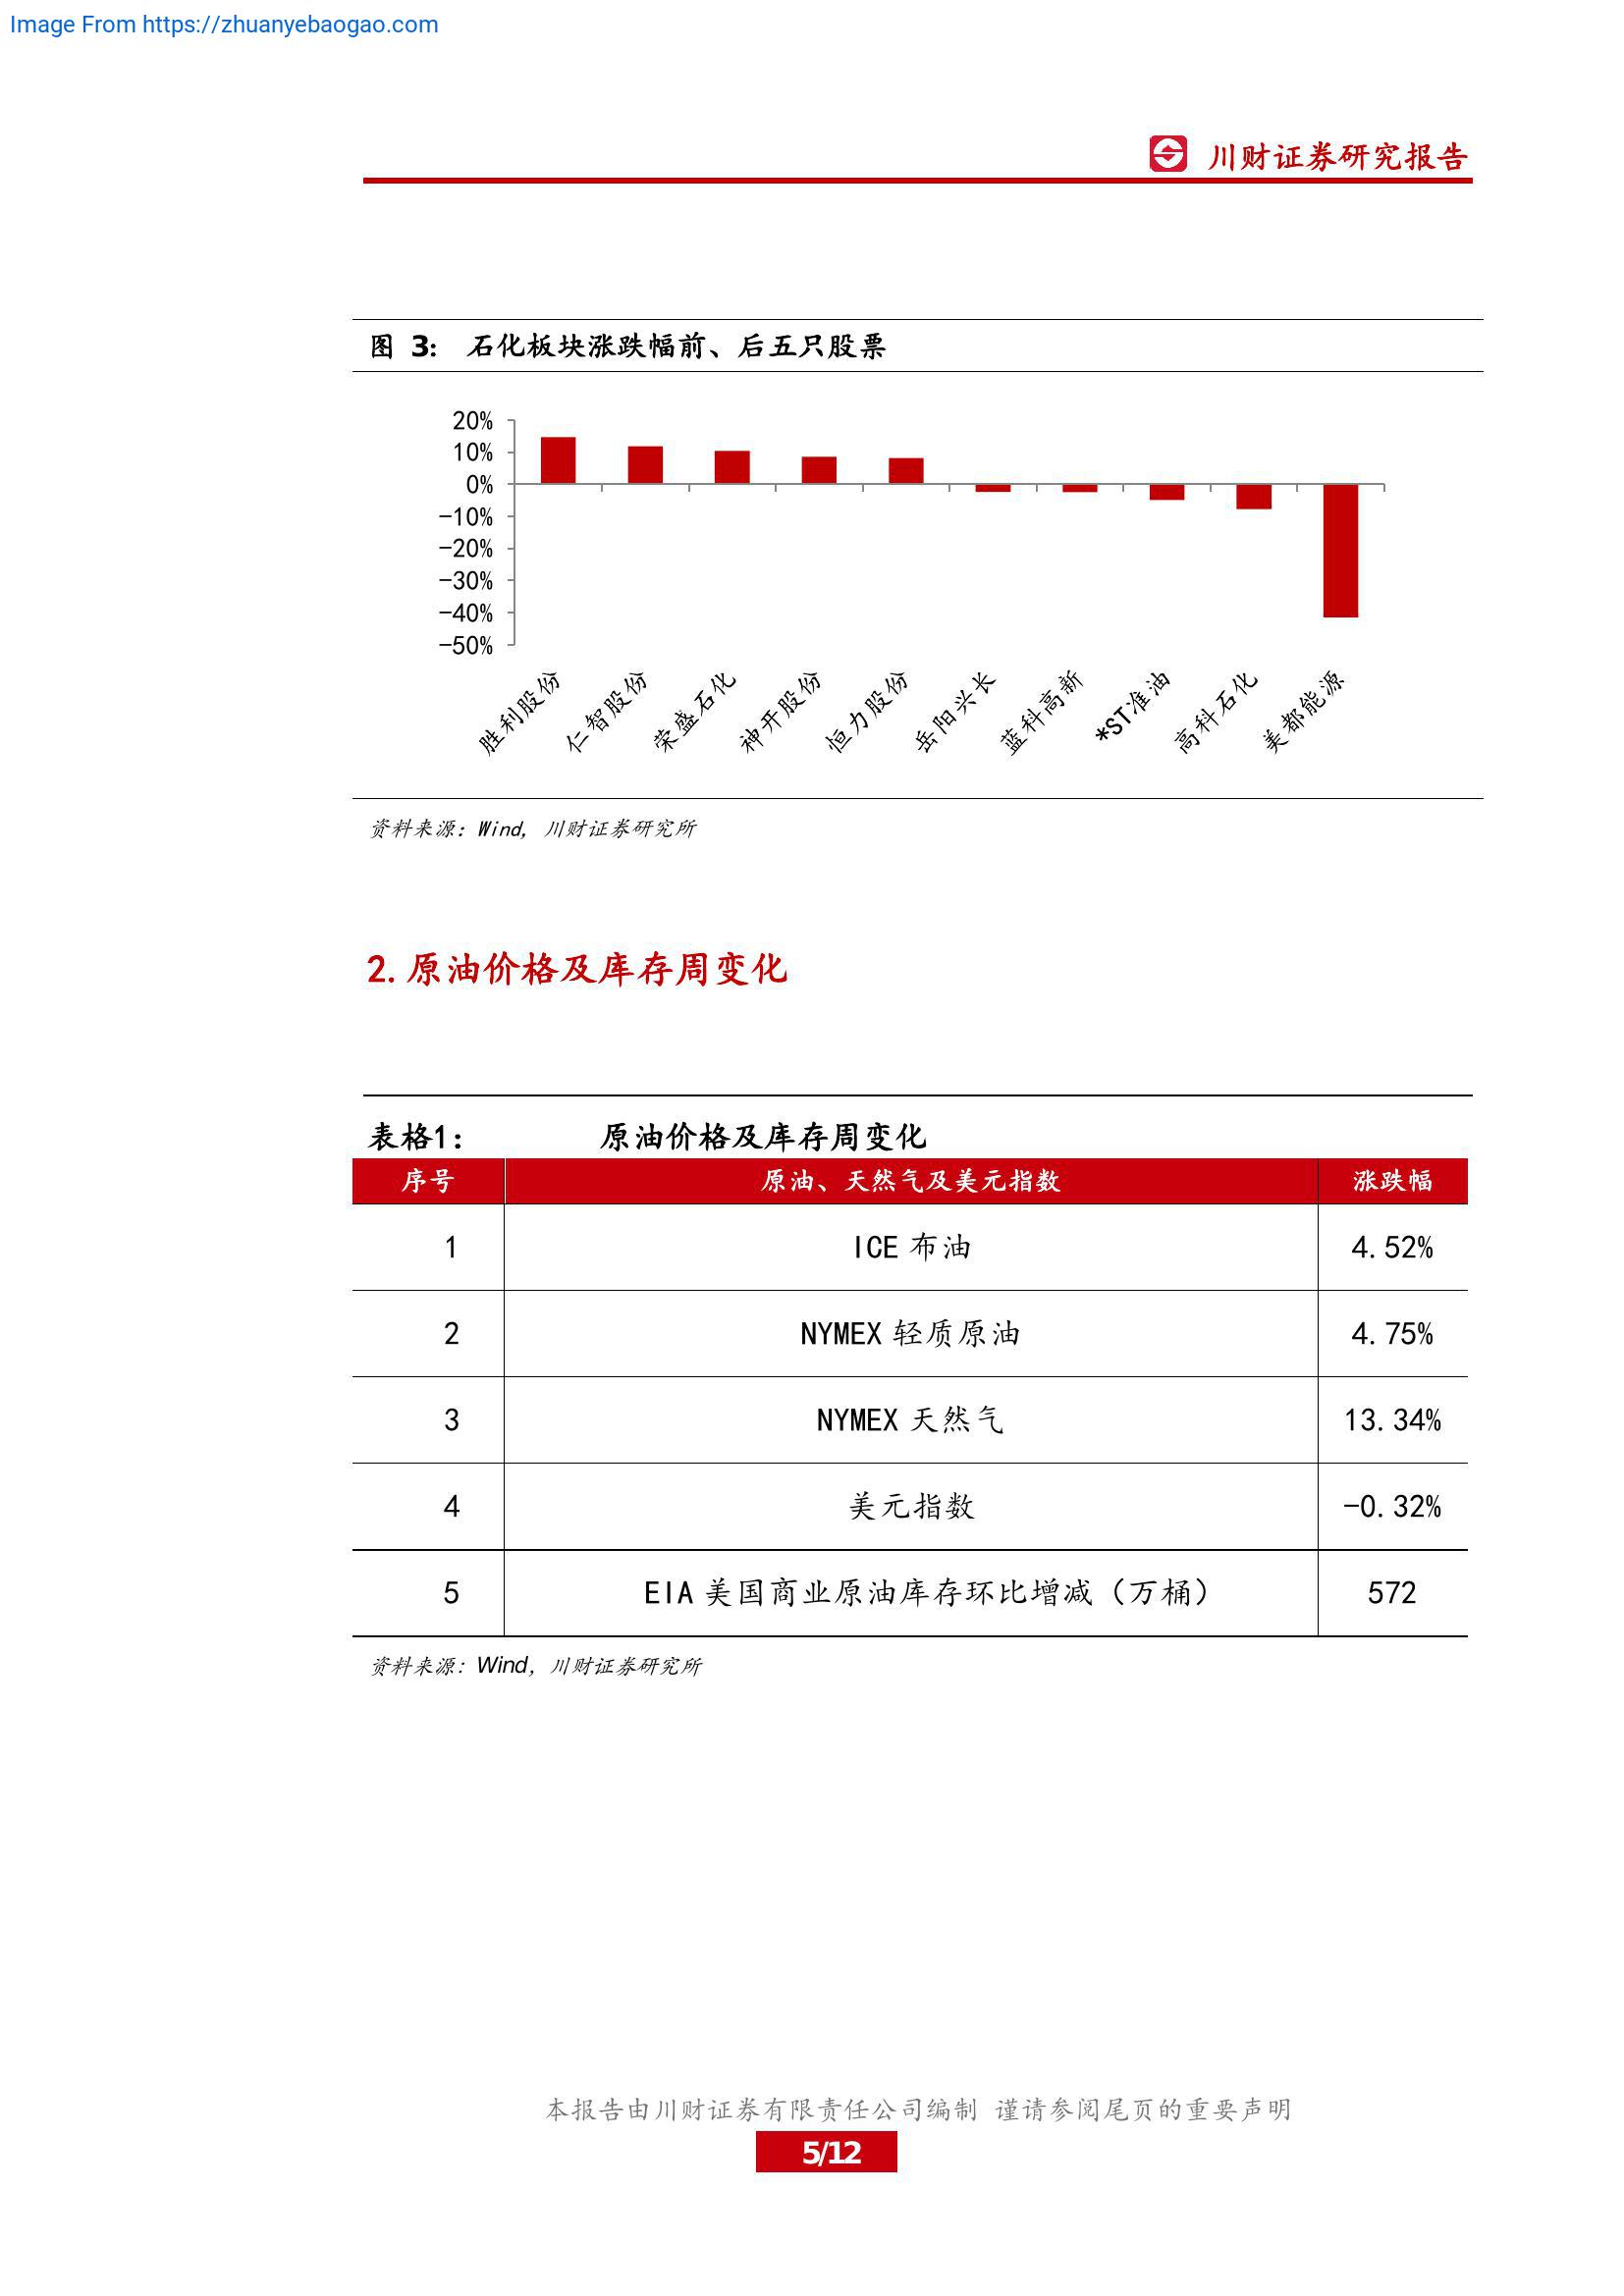 Image From https://zhuanyebaogao.com
川财证券研究报告
图 3: 石化板块涨跌幅前、后五只股票
20%
10%
0%
-10%
-20%
-30%
-40%
-50%
胜利股份
仁智股份
荣盛石化
神开股份
恒力股份
岳阳兴长
蓝科高新
*ST准油
高科石化
美都能源
资料来源：Wind, 川财证券研究所
2.原油价格及库存周变化
表格1: 原油价格及库存周变化
序号 原油、天然气及美元指数 涨跌幅
1 ICE 布油 4.52%
2 NYMEX 轻质原油 4.75%
3 NYMEX 天然气 13.34%
4 美元指数 -0.32%
5 EIA 美国商业原油库存环比增减（万桶） 572
资料来源：Wind, 川财证券研究所
本报告由川财证券有限责任公司编制 谨请参阅尾页的重要声明
5/12